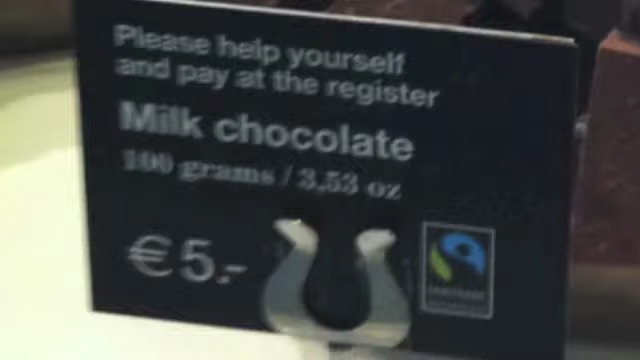 Please help yourself
and pay at the register
Milk chocolate
100 grams / 3,53 oz
€5.-